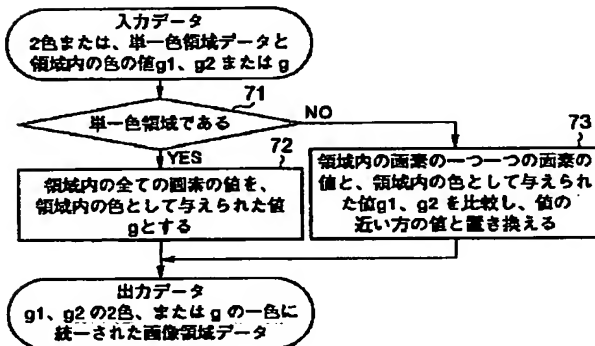 入力データ
2色または、単一色領域データと
領域内の色の値g1、g2 または g
71
単一色領域である
NO
YES
72
領域内の全ての画素の値を、
領域内の色として与えられた値
gとする
73
領域内の画素の一つ一つの画素の
値と、領域内の色として与えられ
た値g1、g2 を比較し、値の
近い方の値と置き換える
出力データ
g1、g2 の2色、または g の一色に
統一された画像領域データ